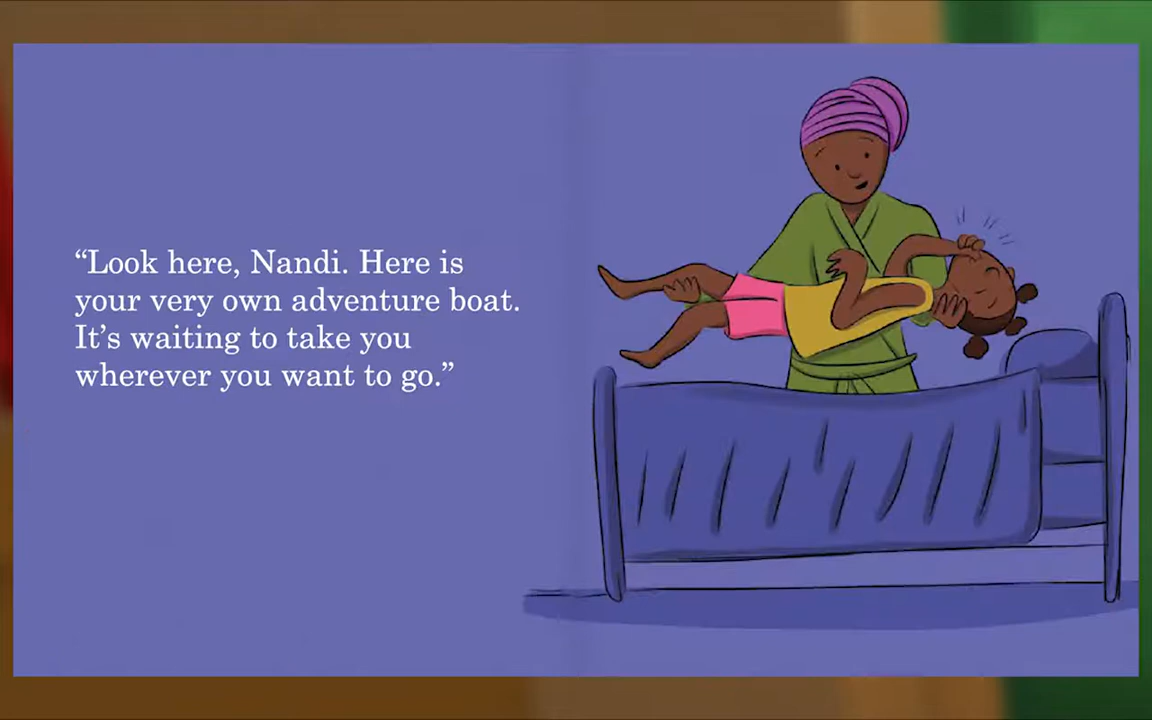 “Look here, Nandi. Here is
your very own adventure boat.
It’s waiting to take you
wherever you want to go.”